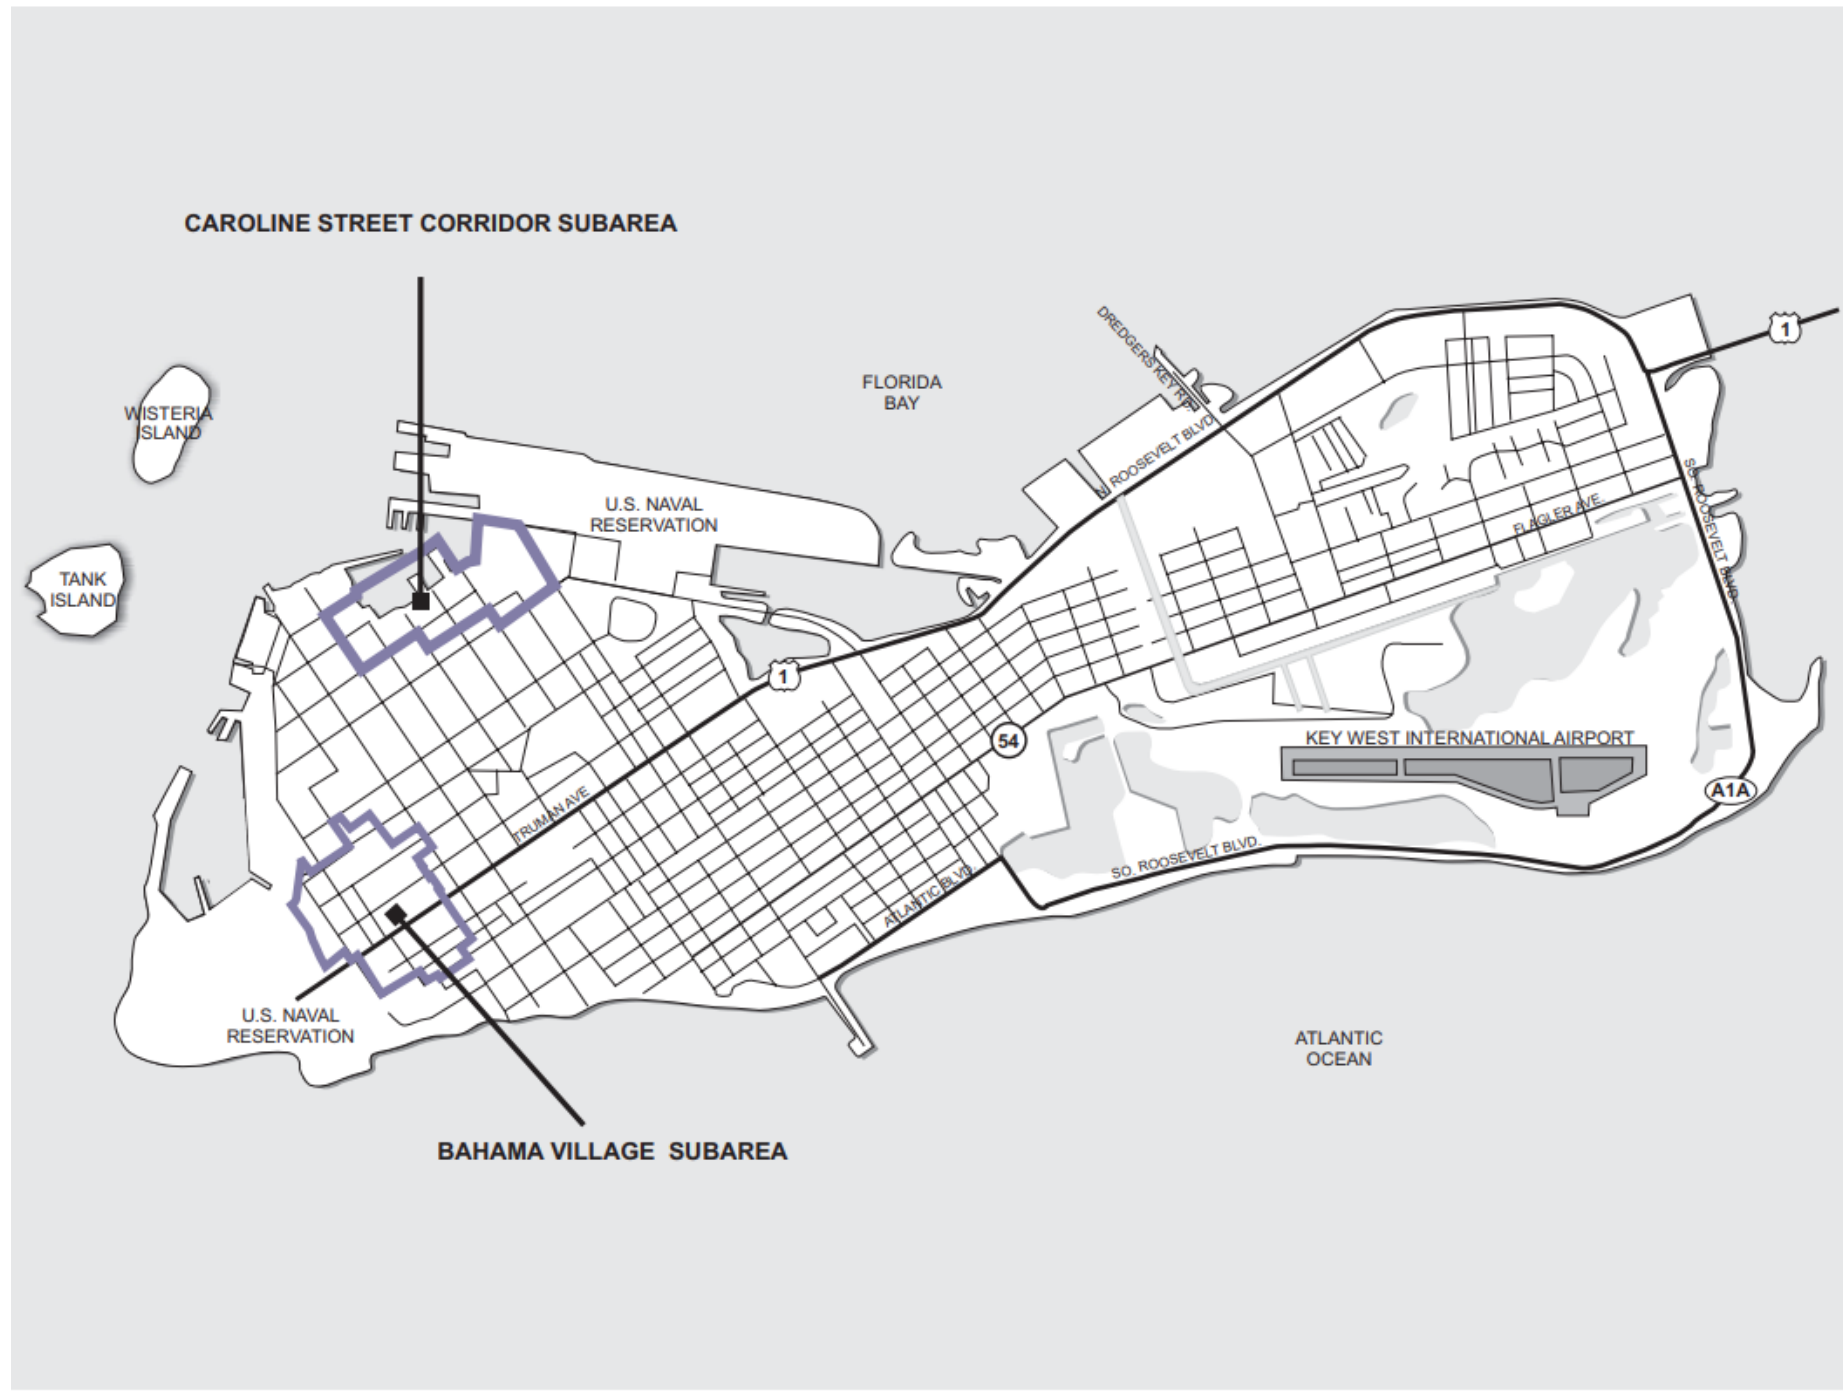 CAROLINE STREET CORRIDOR SUBAREA
1
DREDGERS KEY RD.
FLORIDA
BAY
WISTERIA
ISLAND
N. ROOSEVELT BLVD
U.S. NAVAL
RESERVATION
SO. ROOSEVELT BLVD.
FLAGLER AVE.
TANK
ISLAND
1
54
KEY WEST INTERNATIONAL AIRPORT
A1A
TRUMAN AVE
SO. ROOSEVELT BLVD.
ATLANTIC BLVD.
U.S. NAVAL
RESERVATION
ATLANTIC
OCEAN
BAHAMA VILLAGE SUBAREA